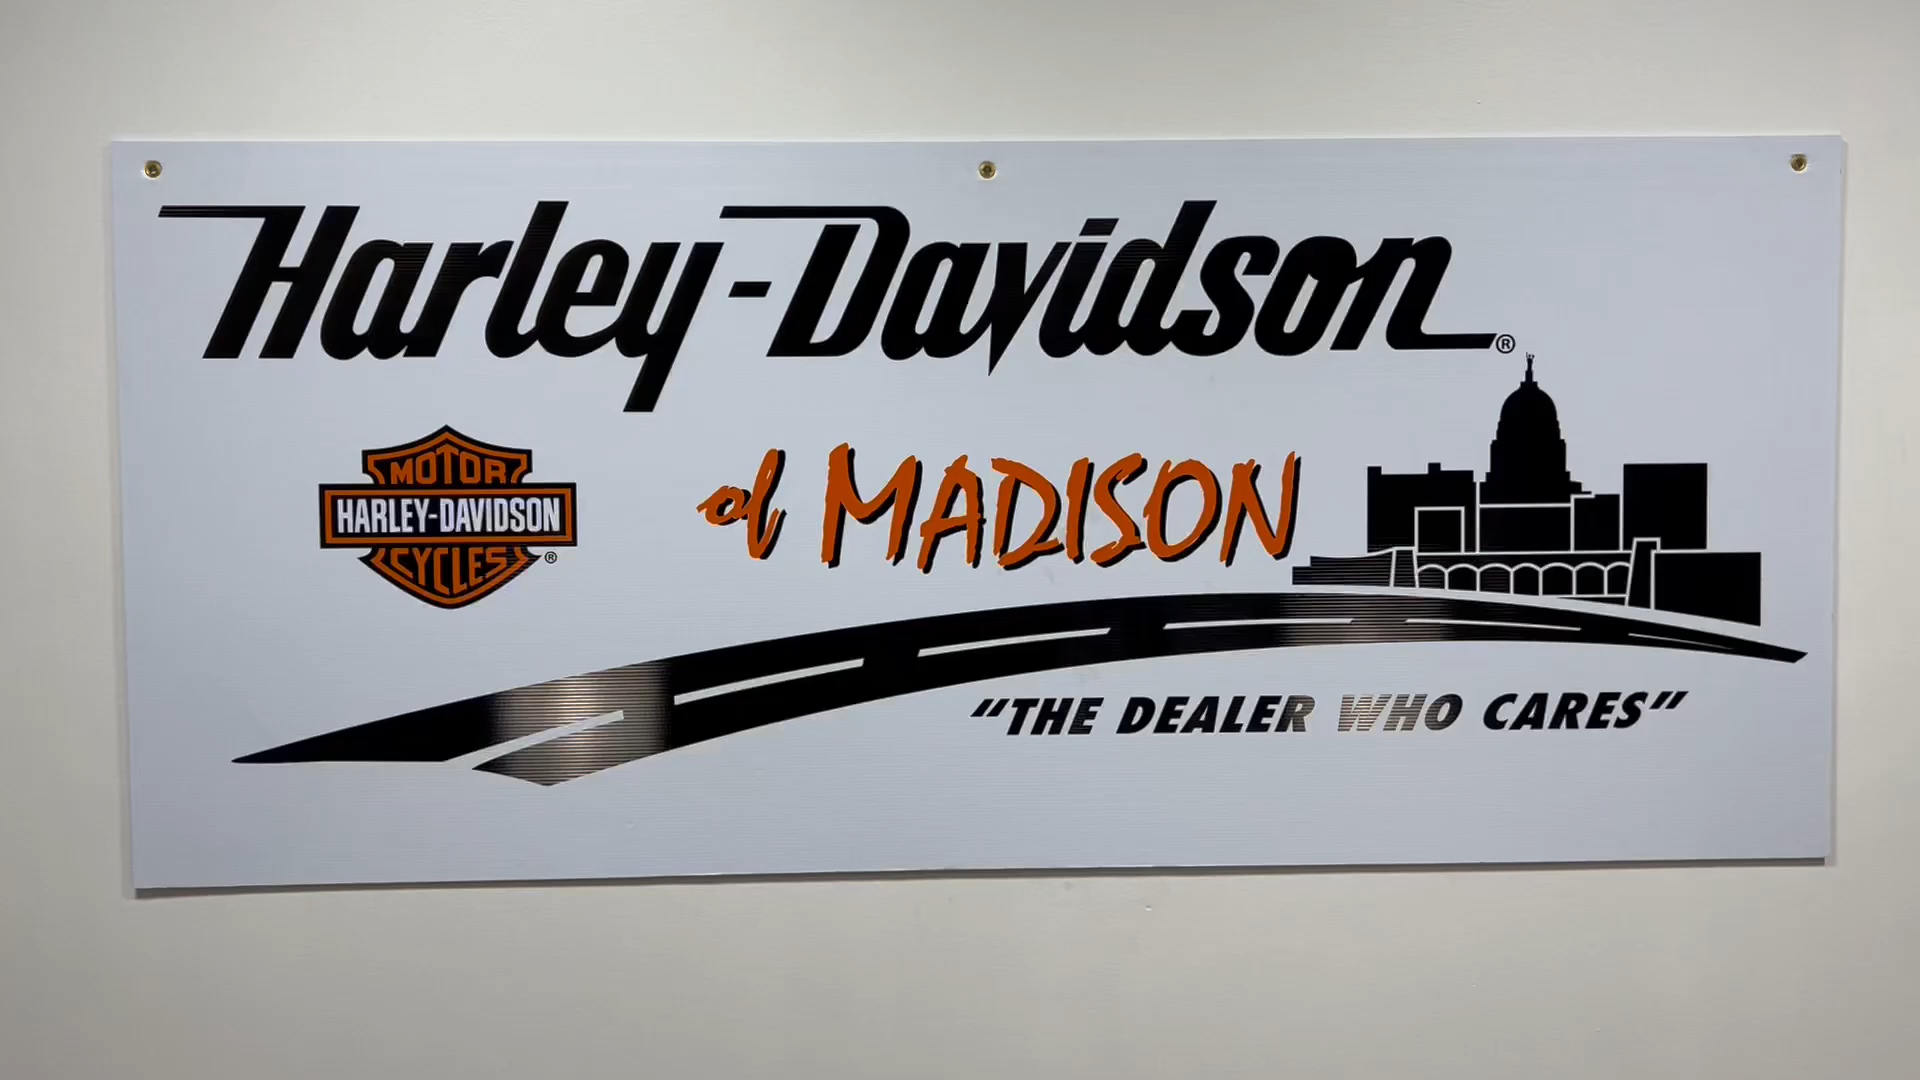 Harley-Davidson®
MOTOR
HARLEY-DAVIDSON
CYCLES®
of MADISON
"THE DEALER WHO CARES"